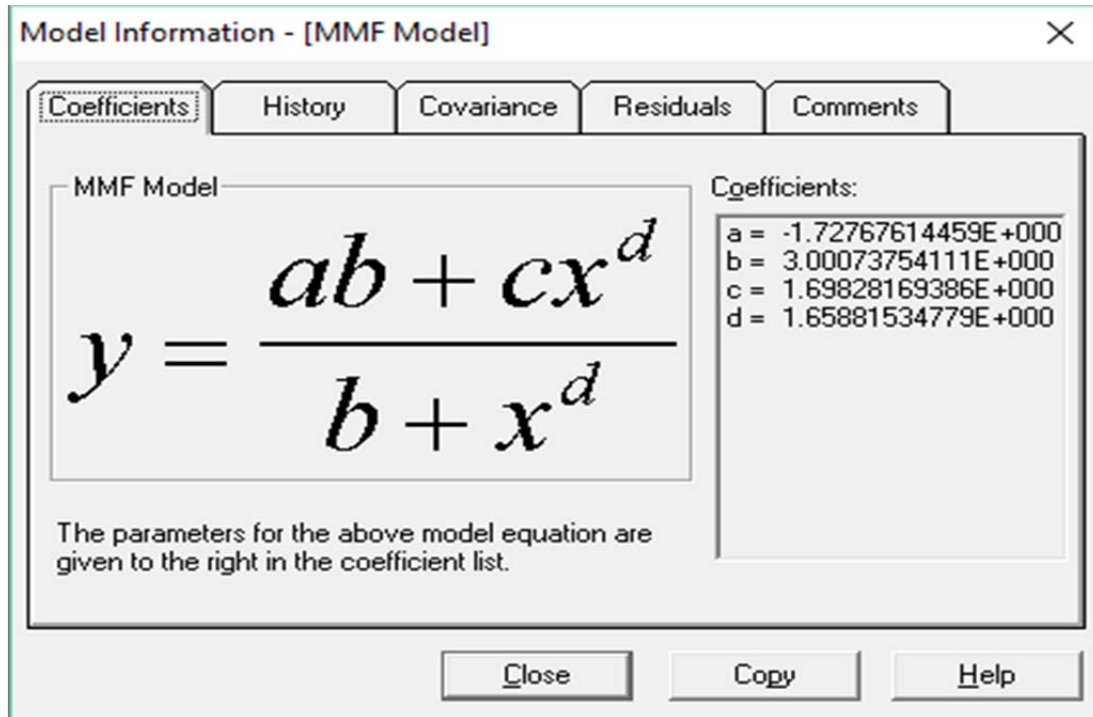 Model Information - [MMF Model]
Coefficients History Covariance Residuals Comments
MMF Model
y = (ab + cx^d) / (b + x^d)
Coefficients:
a = -1.72767614459E+000
b = 3.00073754111E+000
c = 1.69828169386E+000
d = 1.65881534779E+000
The parameters for the above model equation are
given to the right in the coefficient list.
Close Copy Help